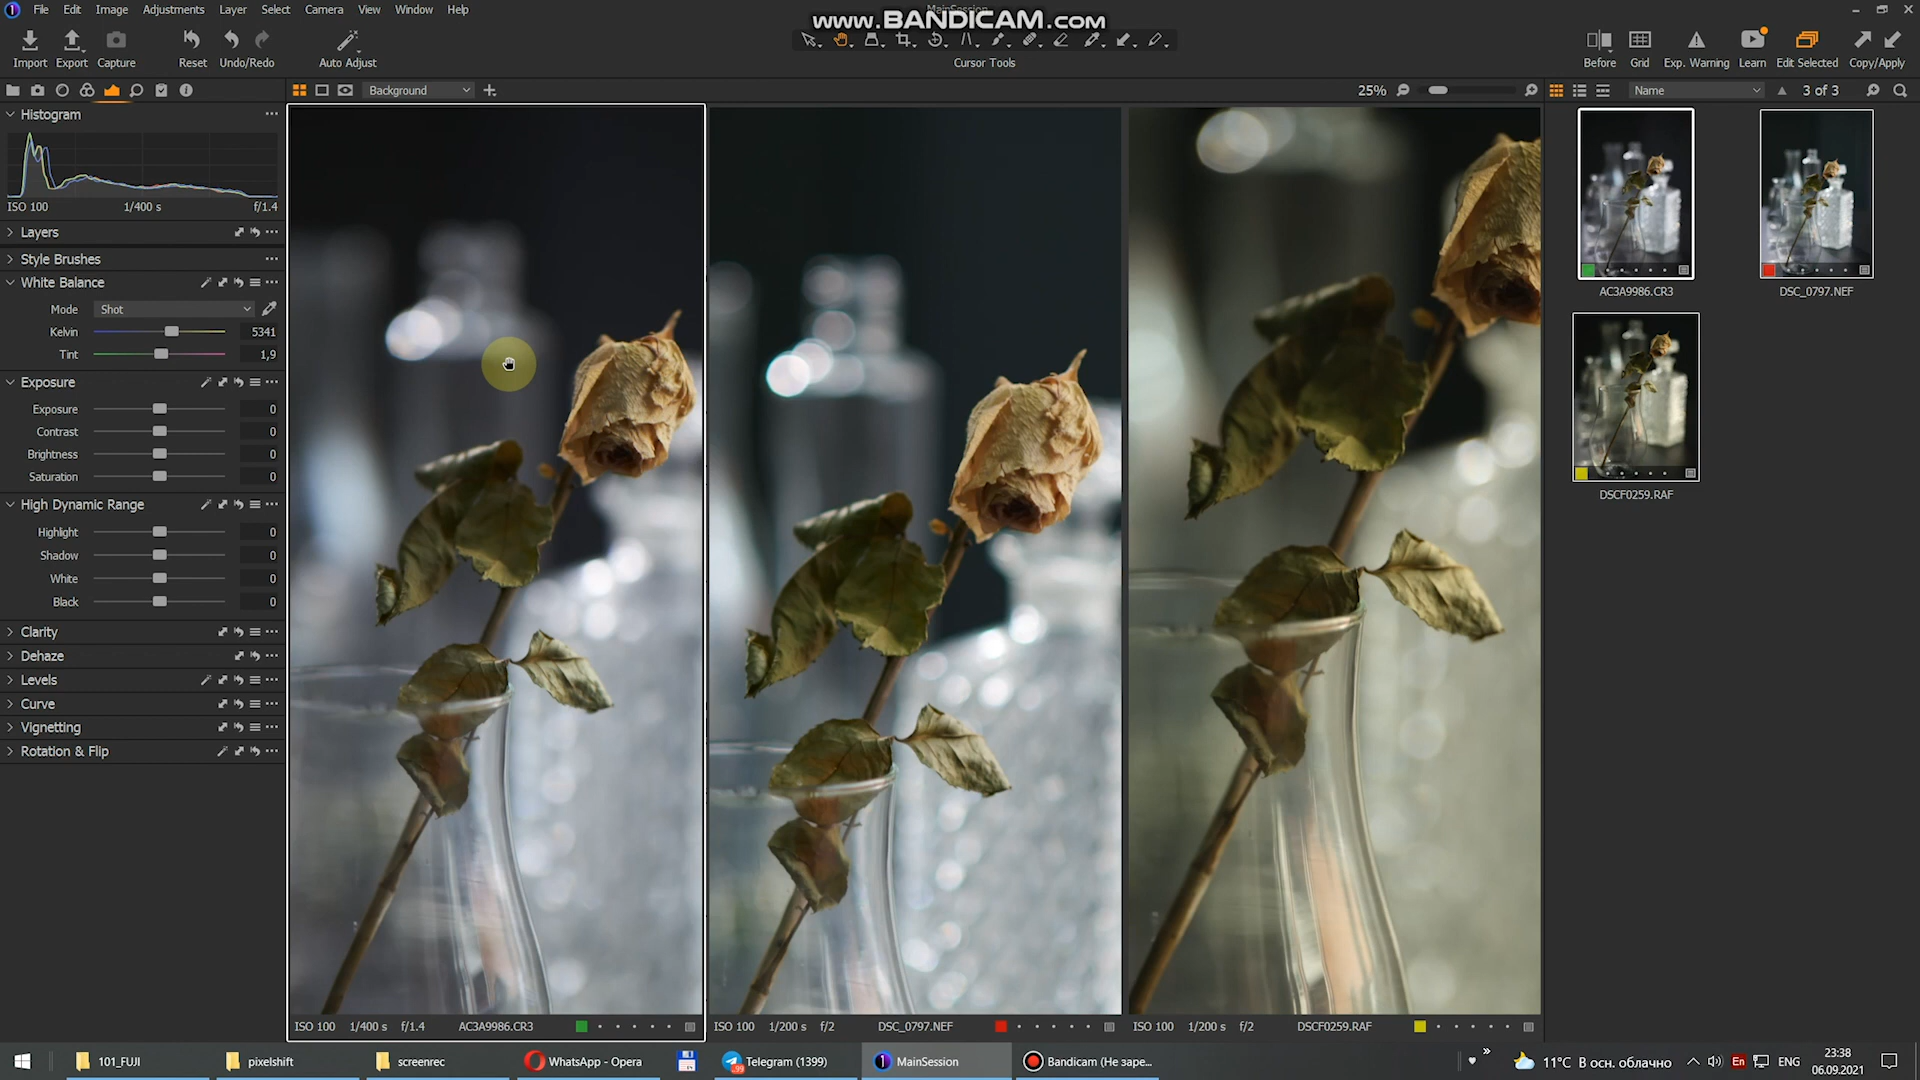 File Edit Image Adjustments Layer Select Camera View Window Help
www.BANDICAM.com
Import Export Capture Reset Undo/Redo Auto Adjust
Cursor Tools
Before Grid Exp. Warning Learn Edit Selected Copy/Apply
Background
25%
Name
3 of 3
Histogram
ISO 100 1/400 s f/1.4
Layers
Style Brushes
White Balance
Mode Shot
Kelvin 5341
Tint 1,9
Exposure
Exposure 0
Contrast 0
Brightness 0
Saturation 0
High Dynamic Range
Highlight 0
Shadow 0
White 0
Black 0
Clarity
Dehaze
Levels
Curve
Vignetting
Rotation & Flip
ISO 100 1/400 s f/1.4 AC3A9986.CR3
ISO 100 1/200 s f/2 DSC_0797.NEF
ISO 100 1/200 s f/2 DSCF0259.RAF
AC3A9986.CR3
DSC_0797.NEF
DSCF0259.RAF
101_FUJI
pixelshift
screenrec
WhatsApp - Opera
Telegram (1399)
MainSession
Bandicam (Не заре...
11°C В осн. облачно
En
ENG
23:38
06.09.2021